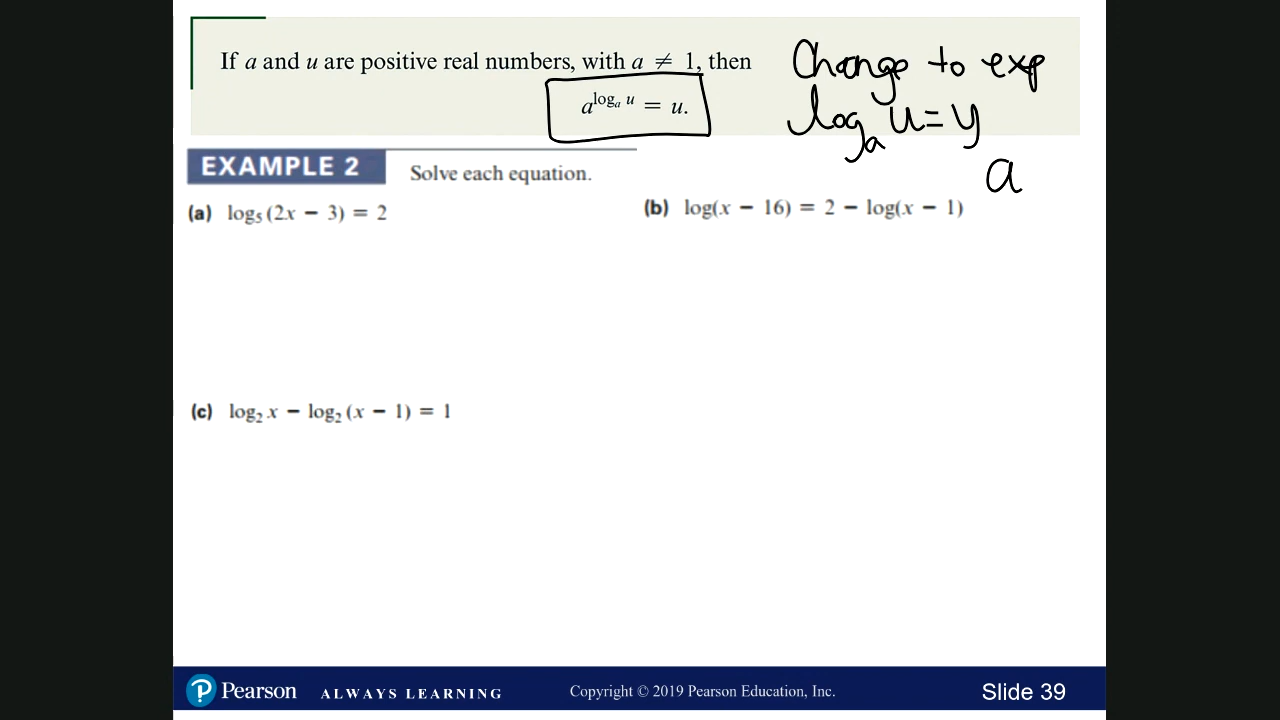 If a and u are positive real numbers, with a ≠ 1, then
a^{log_a u} = u.
Change to exp
log_a u = y
a
EXAMPLE 2 Solve each equation.
(a) log₅ (2x − 3) = 2
(b) log(x − 16) = 2 − log(x − 1)
(c) log₂ x − log₂ (x − 1) = 1
Pearson ALWAYS LEARNING Copyright © 2019 Pearson Education, Inc. Slide 39